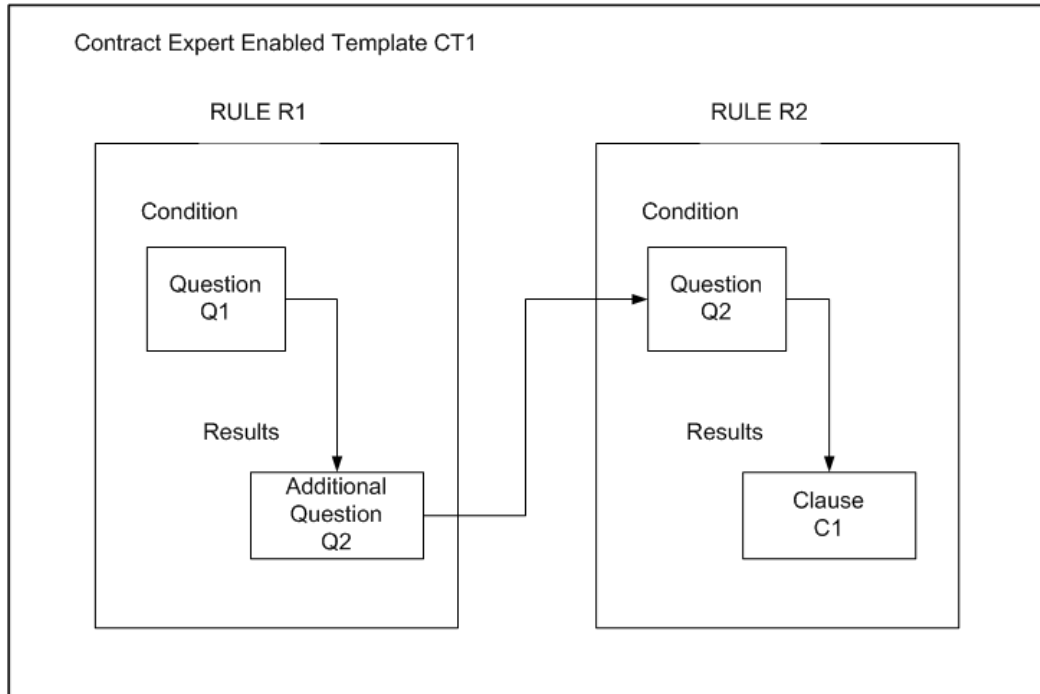 Contract Expert Enabled Template CT1
RULE R1
Condition
Question
Q1
Results
Additional
Question
Q2
RULE R2
Condition
Question
Q2
Results
Clause
C1